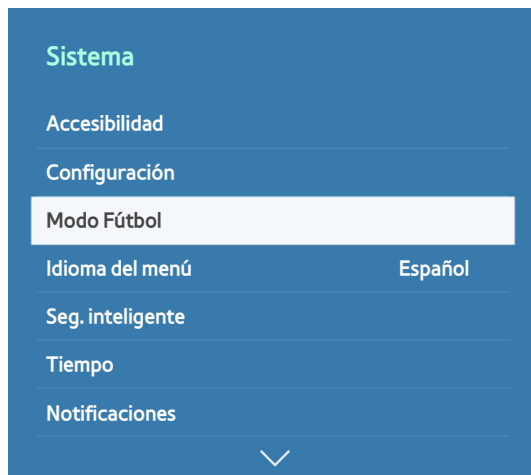 Sistema
Accesibilidad
Configuración
Modo Fútbol
Idioma del menú Español
Seg. inteligente
Tiempo
Notificaciones